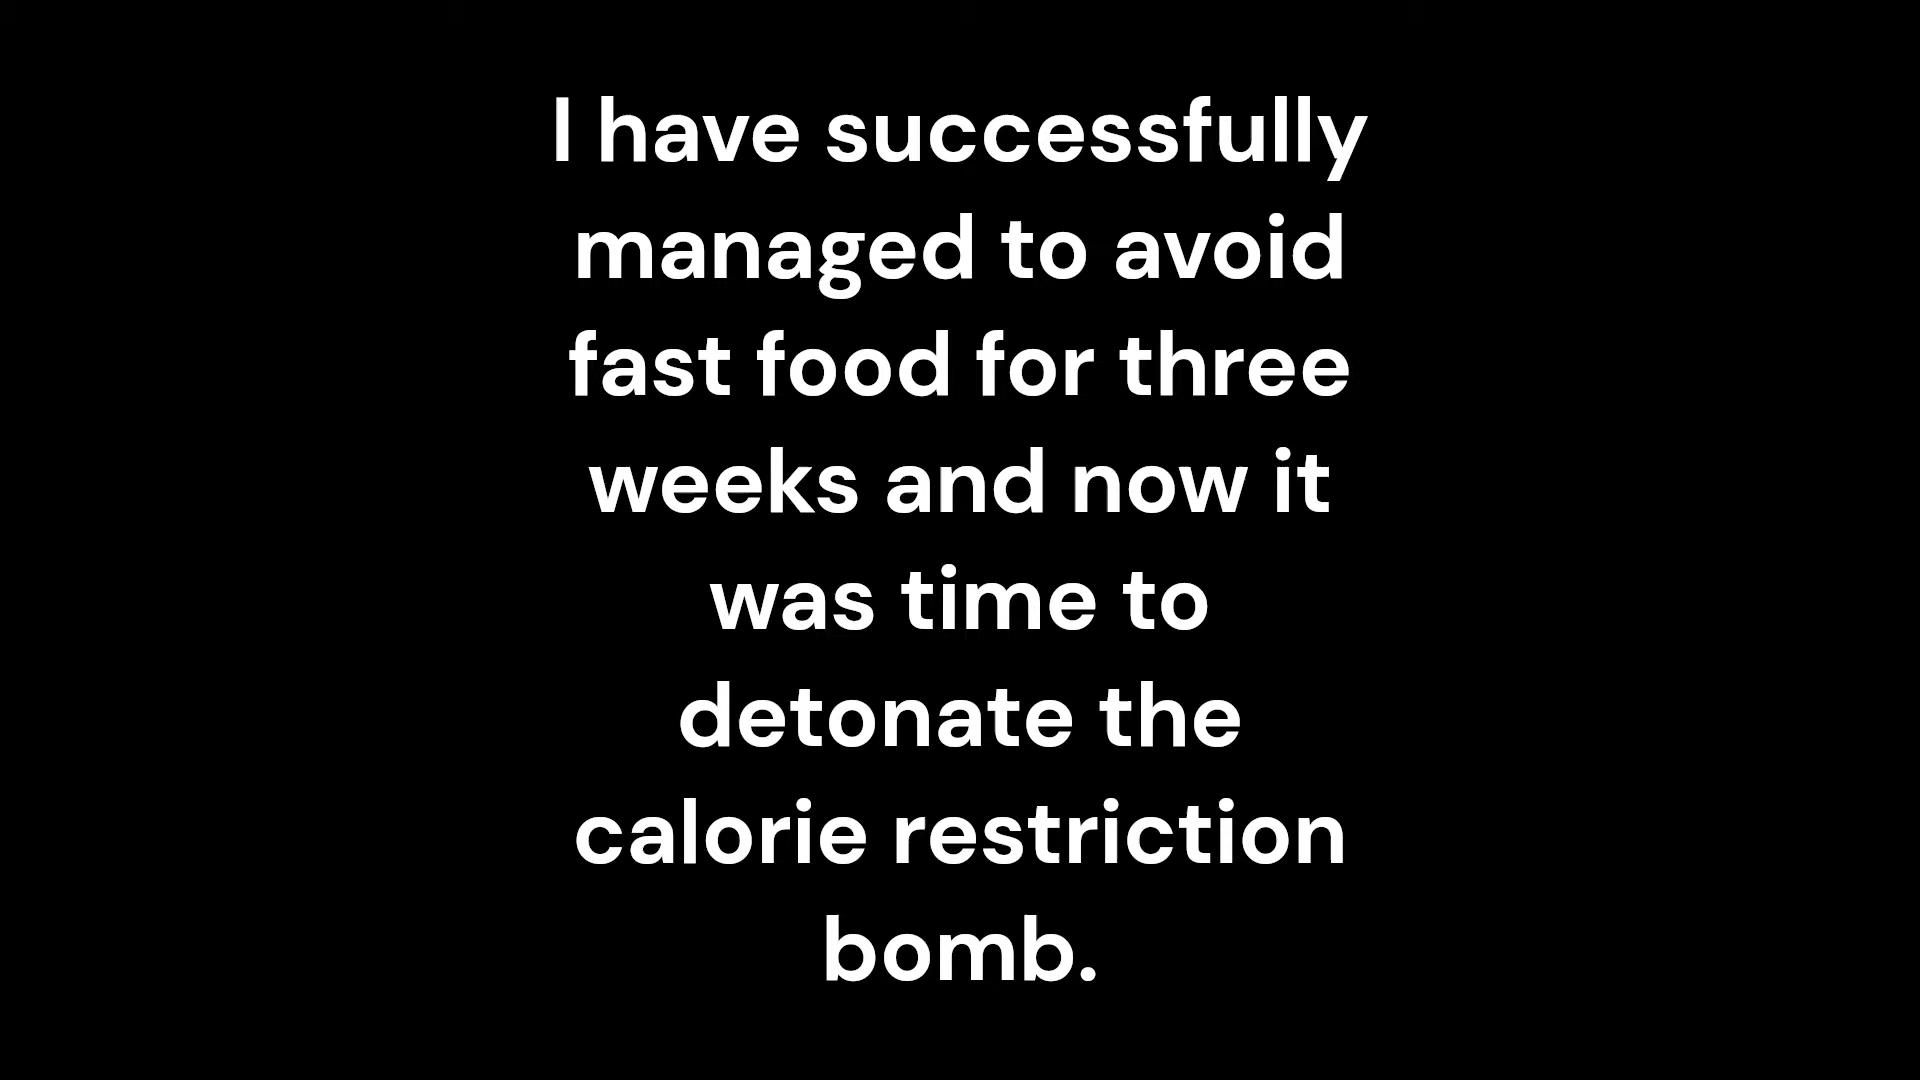 I have successfully
managed to avoid
fast food for three
weeks and now it
was time to
detonate the
calorie restriction
bomb.